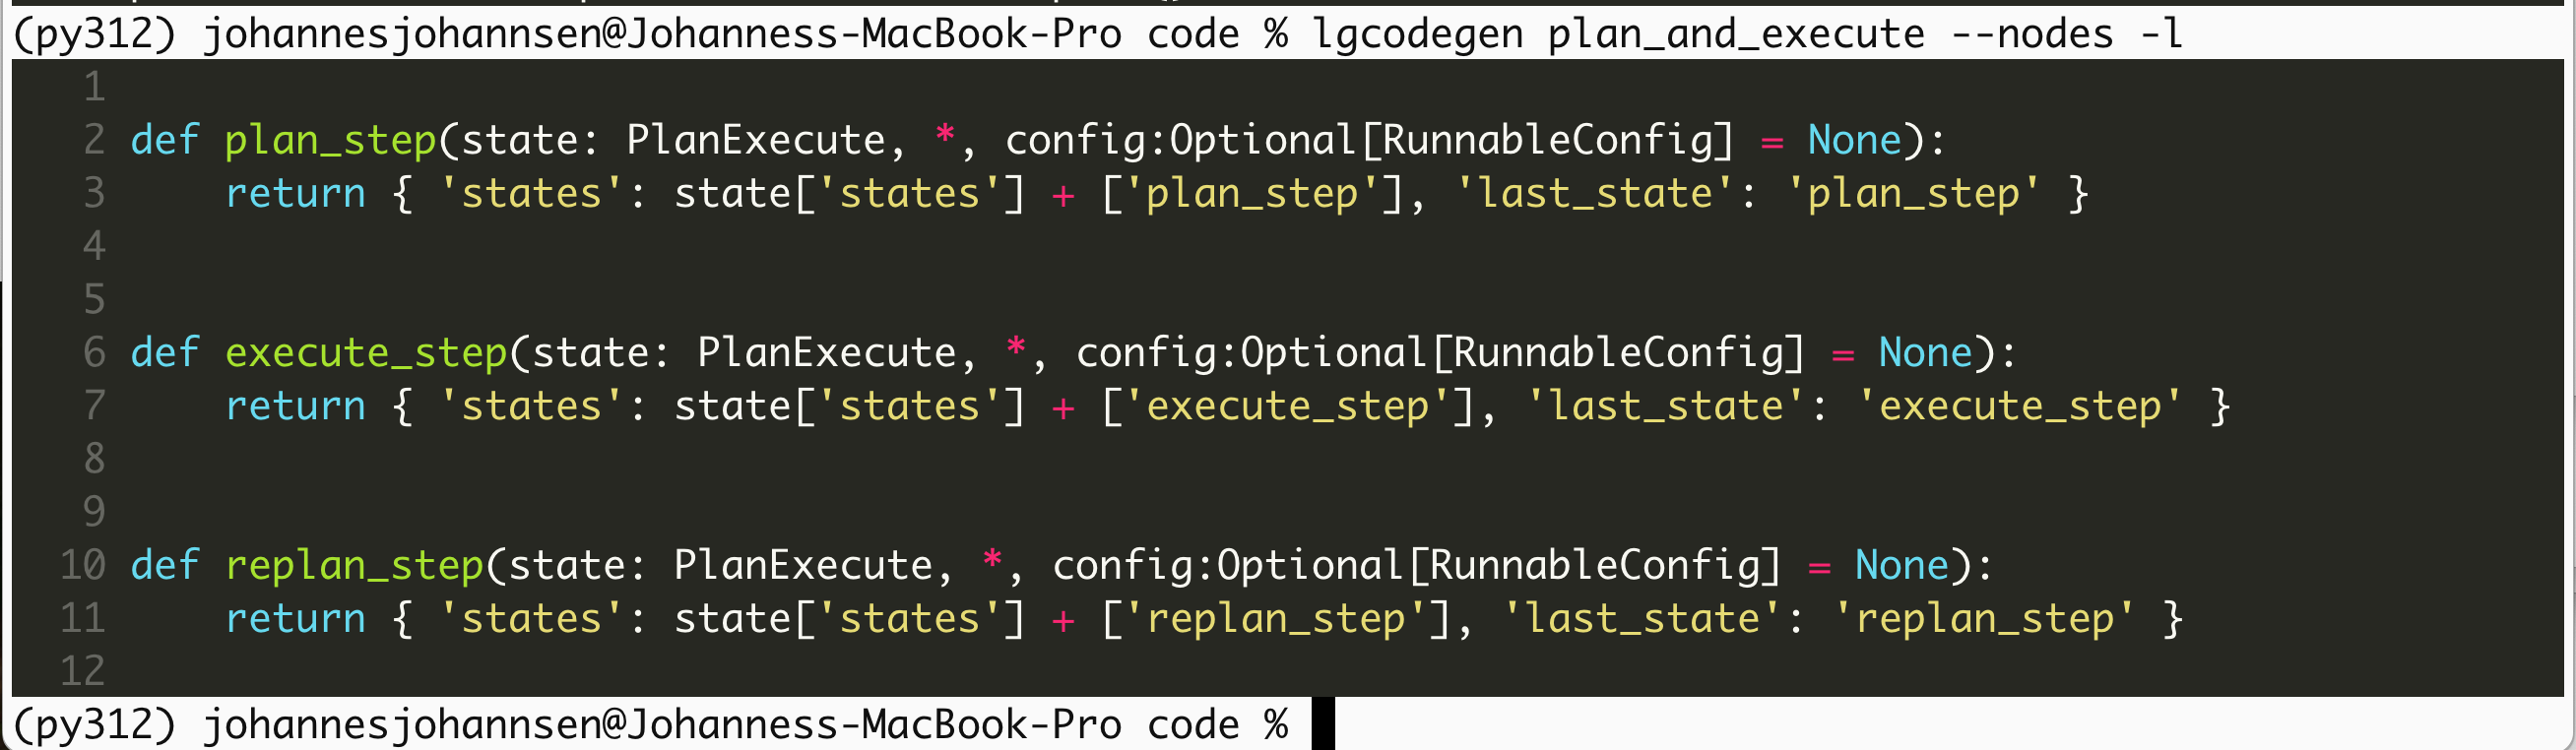 (py312) johannesjohannsen@Johanness-MacBook-Pro code % lgcodegen plan_and_execute --nodes -l
1
2 def plan_step(state: PlanExecute, *, config:Optional[RunnableConfig] = None):
3     return { 'states': state['states'] + ['plan_step'], 'last_state': 'plan_step' }
4
5
6 def execute_step(state: PlanExecute, *, config:Optional[RunnableConfig] = None):
7     return { 'states': state['states'] + ['execute_step'], 'last_state': 'execute_step' }
8
9
10 def replan_step(state: PlanExecute, *, config:Optional[RunnableConfig] = None):
11     return { 'states': state['states'] + ['replan_step'], 'last_state': 'replan_step' }
12
(py312) johannesjohannsen@Johanness-MacBook-Pro code %